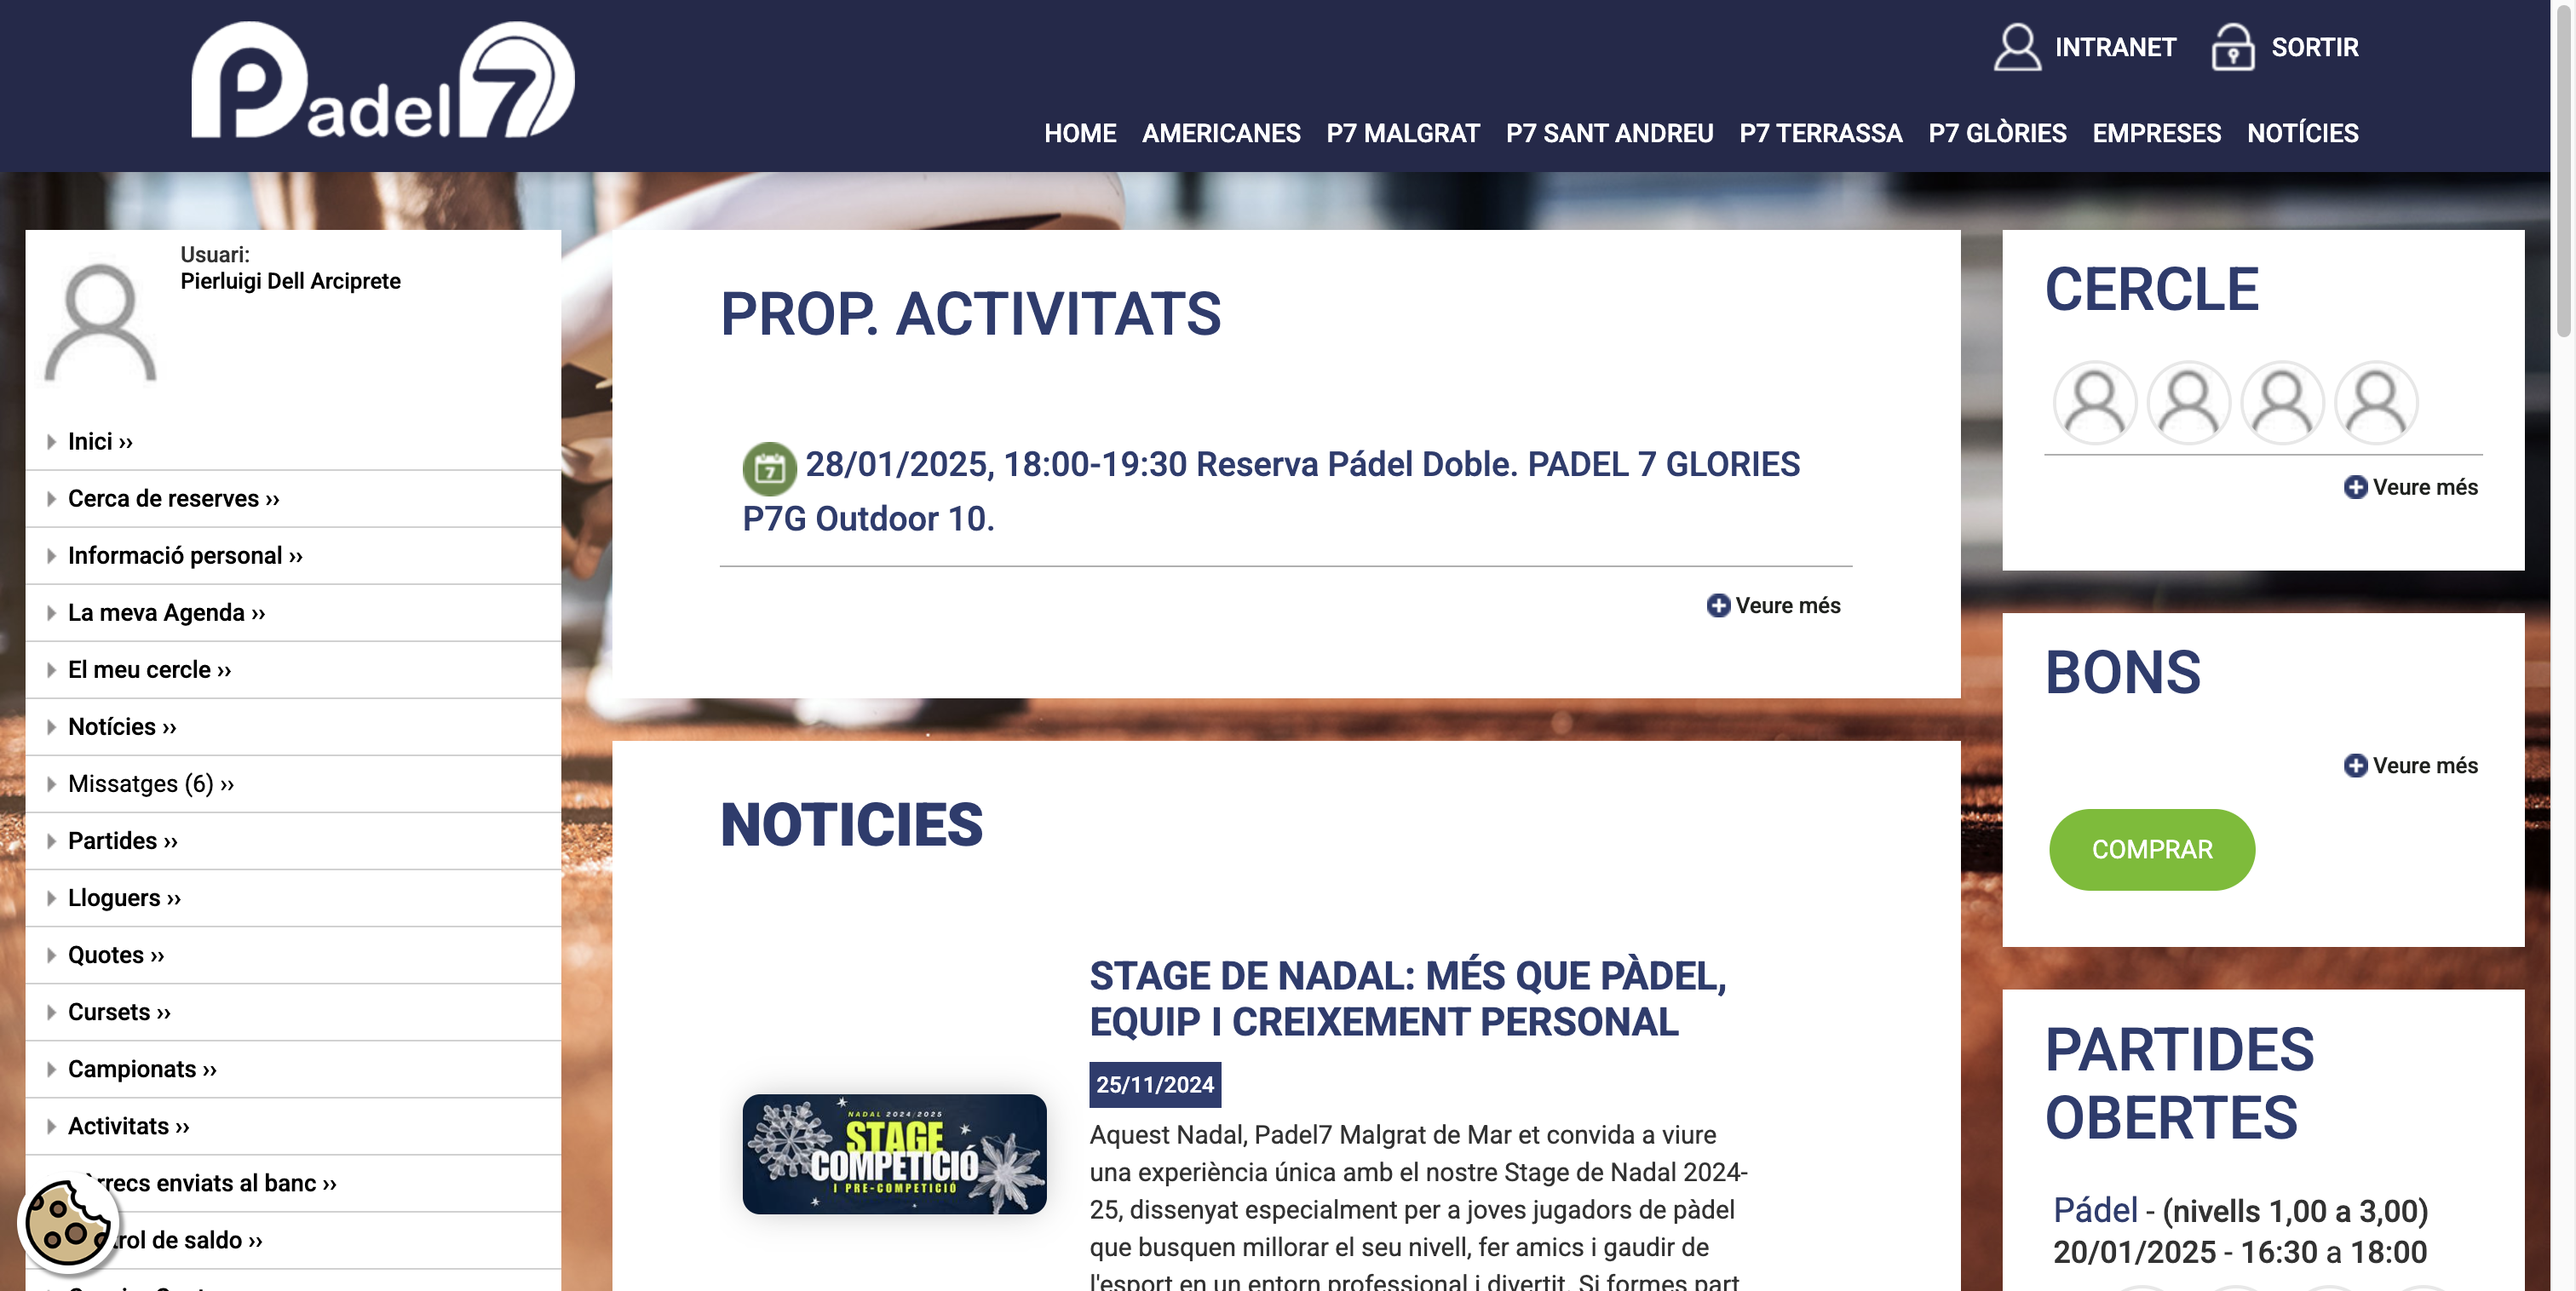 Padel7
INTRANET
SORTIR
HOME
AMERICANES
P7 MALGRAT
P7 SANT ANDREU
P7 TERRASSA
P7 GLÒRIES
EMPRESES
NOTÍCIES
Usuari:
Pierluigi Dell Arciprete
Inici ››
Cerca de reserves ››
Informació personal ››
La meva Agenda ››
El meu cercle ››
Notícies ››
Missatges (6) ››
Partides ››
Lloguers ››
Quotes ››
Cursets ››
Campionats ››
Activitats ››
enviats al banc ››
de saldo ››
PROP. ACTIVITATS
28/01/2025, 18:00-19:30 Reserva Pádel Doble. PADEL 7 GLORIES
P7G Outdoor 10.
Veure més
NOTICIES
NADAL 2024/2025
STAGE
COMPETICIÓ
I PRE-COMPETICIÓ
STAGE DE NADAL: MÉS QUE PÀDEL,
EQUIP I CREIXEMENT PERSONAL
25/11/2024
Aquest Nadal, Padel7 Malgrat de Mar et convida a viure
una experiència única amb el nostre Stage de Nadal 2024-
25, dissenyat especialment per a joves jugadors de pàdel
que busquen millorar el seu nivell, fer amics i gaudir de
l'esport en un entorn professional i divertit. Si formes part
CERCLE
Veure més
BONS
Veure més
COMPRAR
PARTIDES
OBERTES
Pádel - (nivells 1,00 a 3,00)
20/01/2025 - 16:30 a 18:00